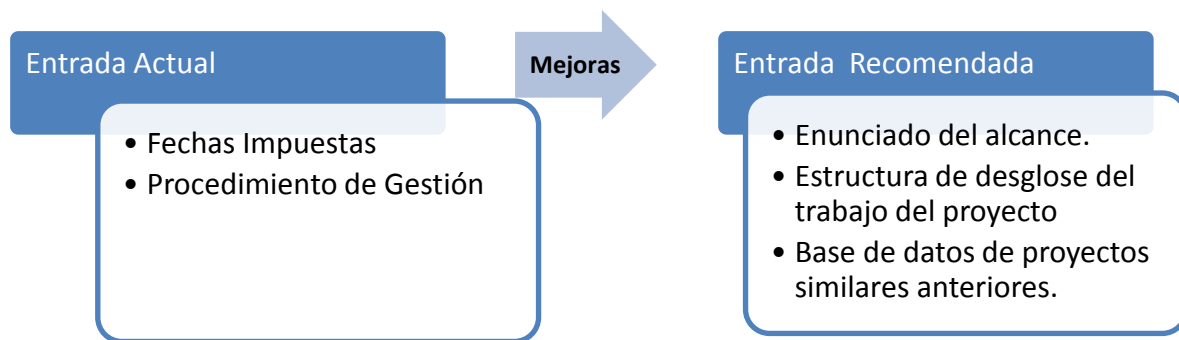 Entrada Actual
• Fechas Impuestas
• Procedimiento de Gestión
Mejoras
Entrada Recomendada
• Enunciado del alcance.
• Estructura de desglose del
trabajo del proyecto
• Base de datos de proyectos
similares anteriores.